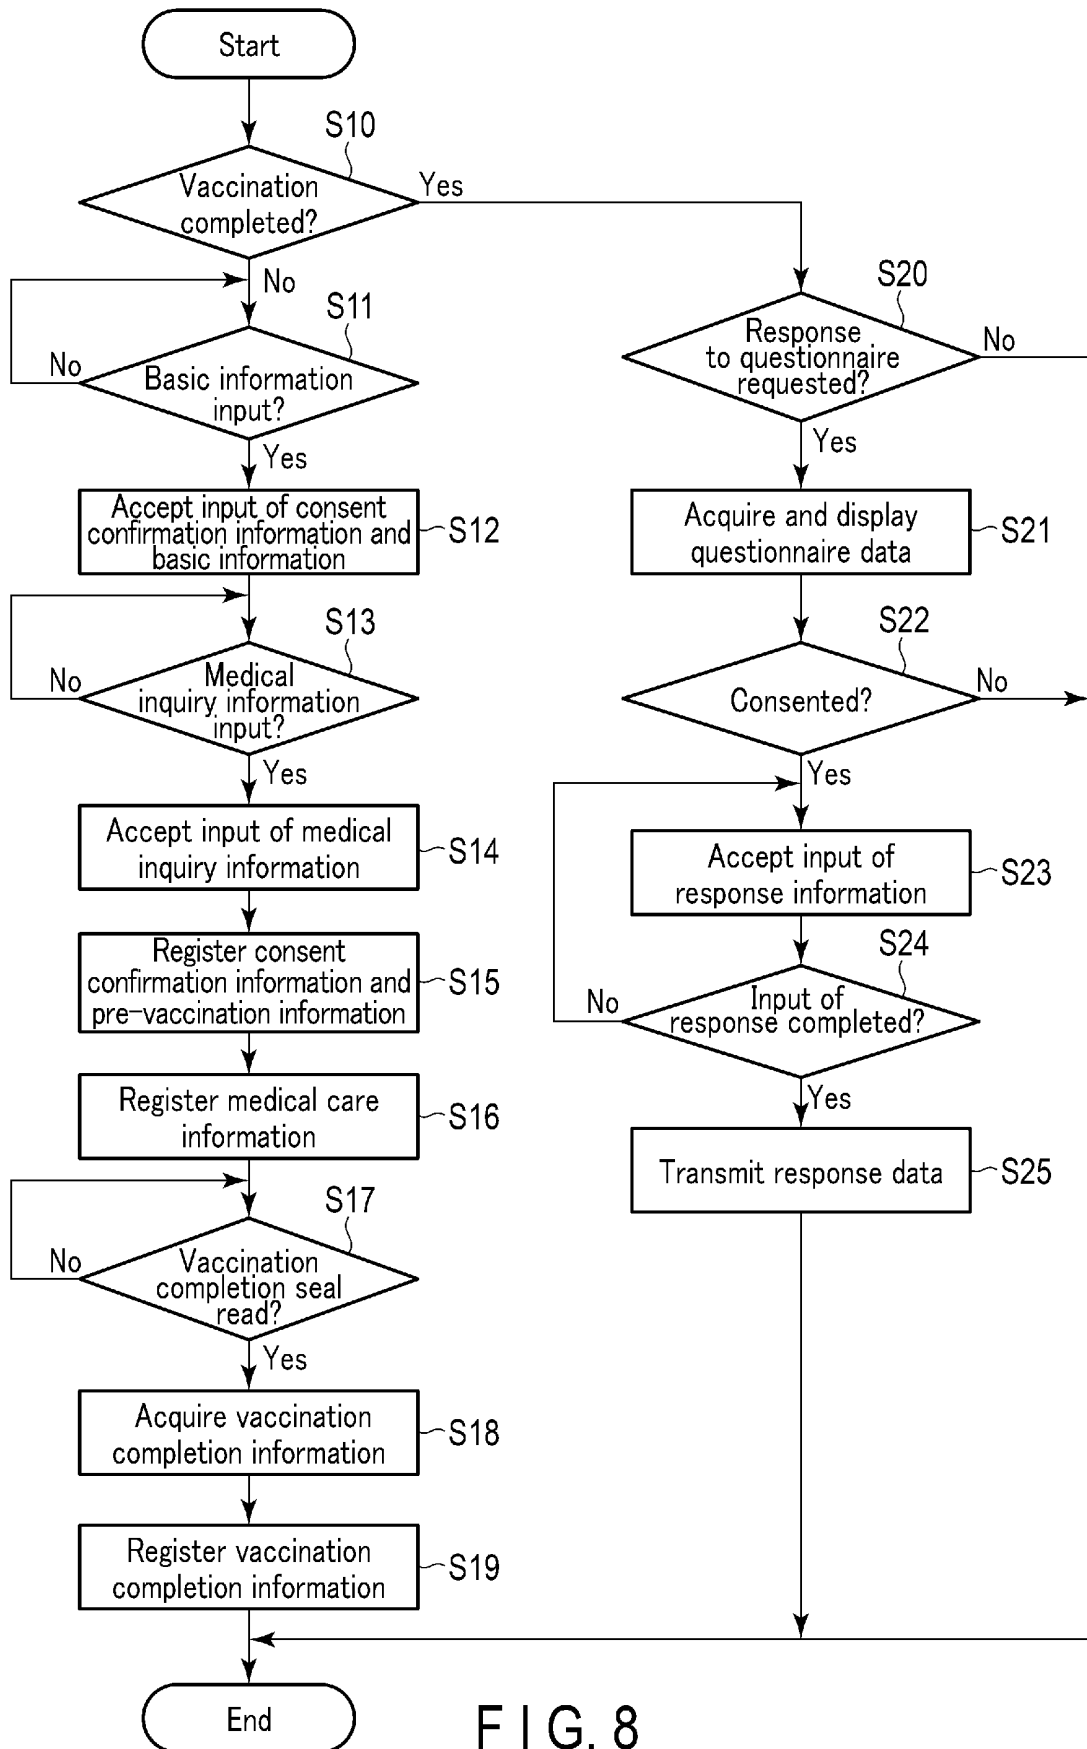 Start
S10
Vaccination
completed?
Yes
No
S11
No
Basic information
input?
Yes
Accept input of consent
confirmation information and
basic information
S12
S13
No
Medical
inquiry information
input?
Yes
Accept input of medical
inquiry information
S14
Register consent
confirmation information and
pre-vaccination information
S15
Register medical care
information
S16
S17
No
Vaccination
completion seal
read?
Yes
Acquire vaccination
completion information
S18
Register vaccination
completion information
S19
End
S20
Response
to questionnaire
requested?
No
Yes
Acquire and display
questionnaire data
S21
S22
Consented?
No
Yes
Accept input of
response information
S23
S24
No
Input of
response completed?
Yes
Transmit response data
S25
FIG. 8